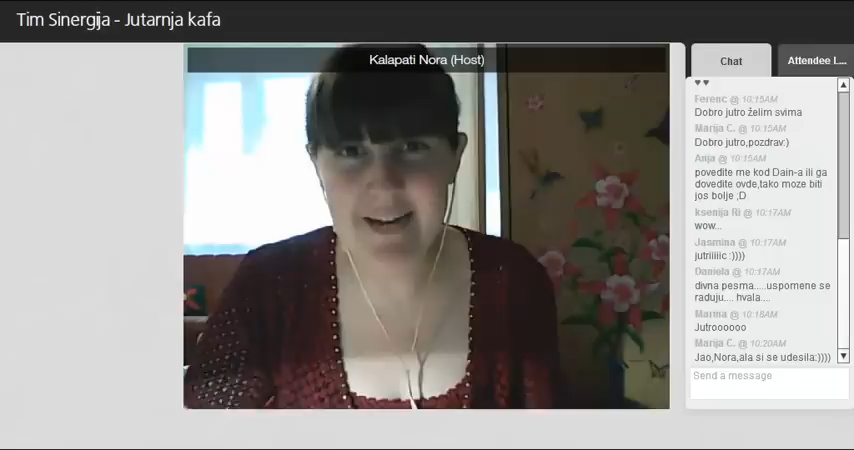 Tim Sinergija - Jutarnja kafa
Kalapati Nora (Host)
Chat
Attendee l...
♥♥
Ferenc @ 10:15AM
Dobro jutro želim svima
Marija C. @ 10:15AM
Dobro jutro,pozdrav:)
Anja @ 10:15AM
povedite me kod Dain-a ili ga
dovedite ovde,tako moze biti
jos bolje ;D
ksenija Ri @ 10:17AM
wow...
Jasmina @ 10:17AM
jutriiiiic :))))
Daniela @ 10:17AM
divna pesma.....uspomene se
raduju.... hvala....
Marina @ 10:18AM
Jutroooooo
Marija C. @ 10:20AM
Jao,Nora,ala si se udesila:))))
Send a message